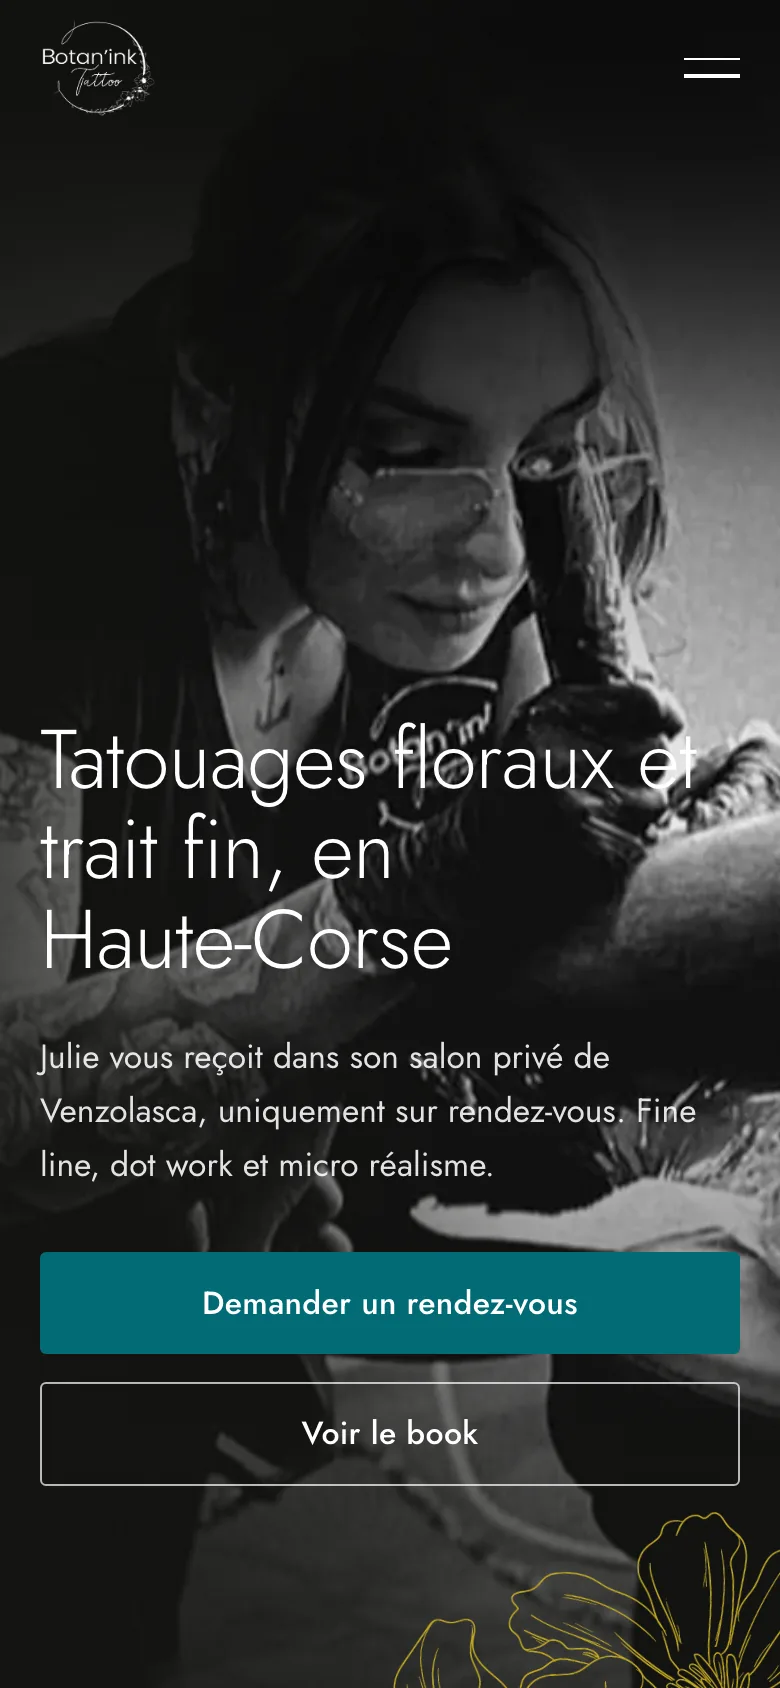 Botan'ink
Tattoo
Tatouages floraux et
trait fin, en
Haute-Corse
Julie vous reçoit dans son salon privé de
Venzolasca, uniquement sur rendez-vous. Fine
line, dot work et micro réalisme.
Demander un rendez-vous
Voir le book